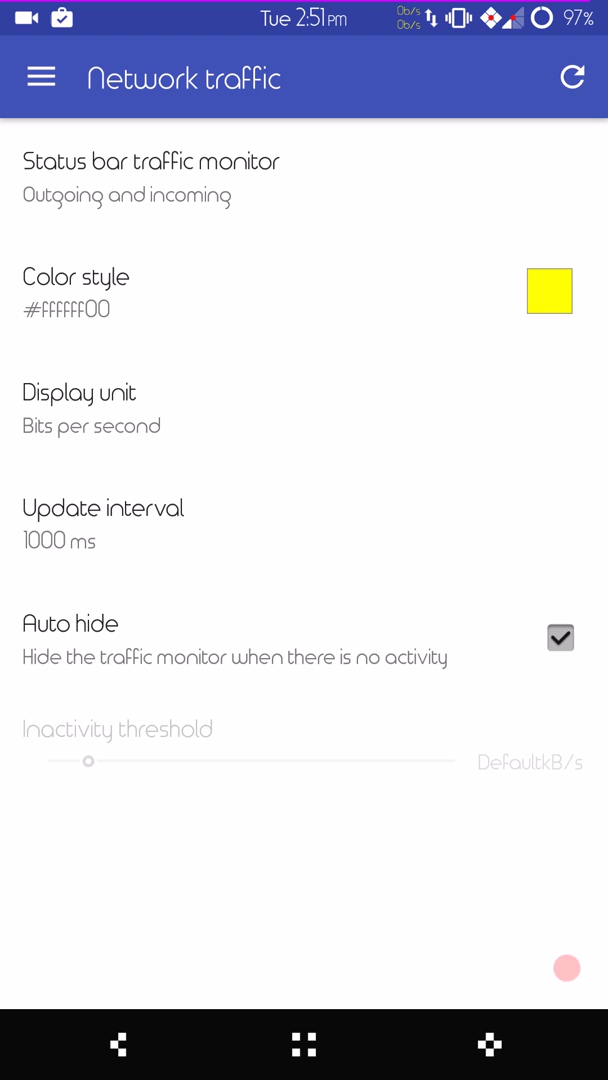 Tue 2:51PM
0b/s
0b/s
97%
Network traffic
Status bar traffic monitor
Outgoing and incoming
Color style
#ffffff00
Display unit
Bits per second
Update interval
1000 ms
Auto hide
Hide the traffic monitor when there is no activity
Inactivity threshold
DefaultkB/s